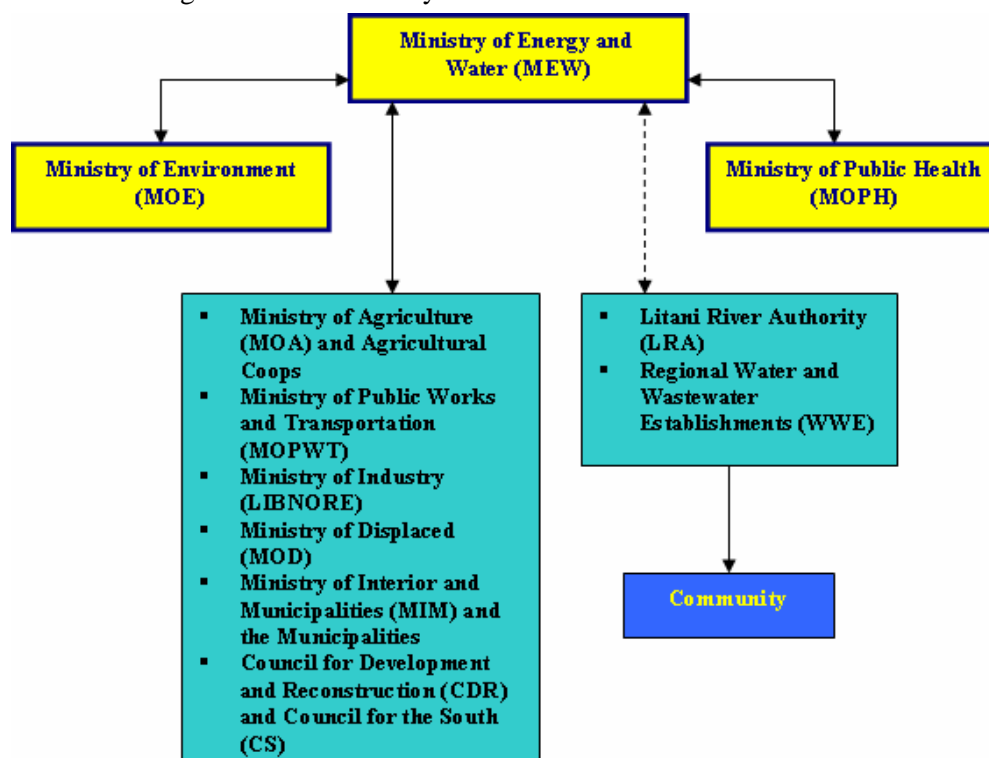 Ministry of Energy and
Water (MEW)
Ministry of Environment
(MOE)
Ministry of Public Health
(MOPH)
▪ Ministry of Agriculture
(MOA) and Agricultural
Coops
▪ Ministry of Public Works
and Transportation
(MOPWT)
▪ Ministry of Industry
(LIBNORE)
▪ Ministry of Displaced
(MOD)
▪ Ministry of Interior and
Municipalities (MIM) and
the Municipalities
▪ Council for Development
and Reconstruction (CDR)
and Council for the South
(CS)
▪ Litani River Authority
(LRA)
▪ Regional Water and
Wastewater
Establishments (WWE)
Community